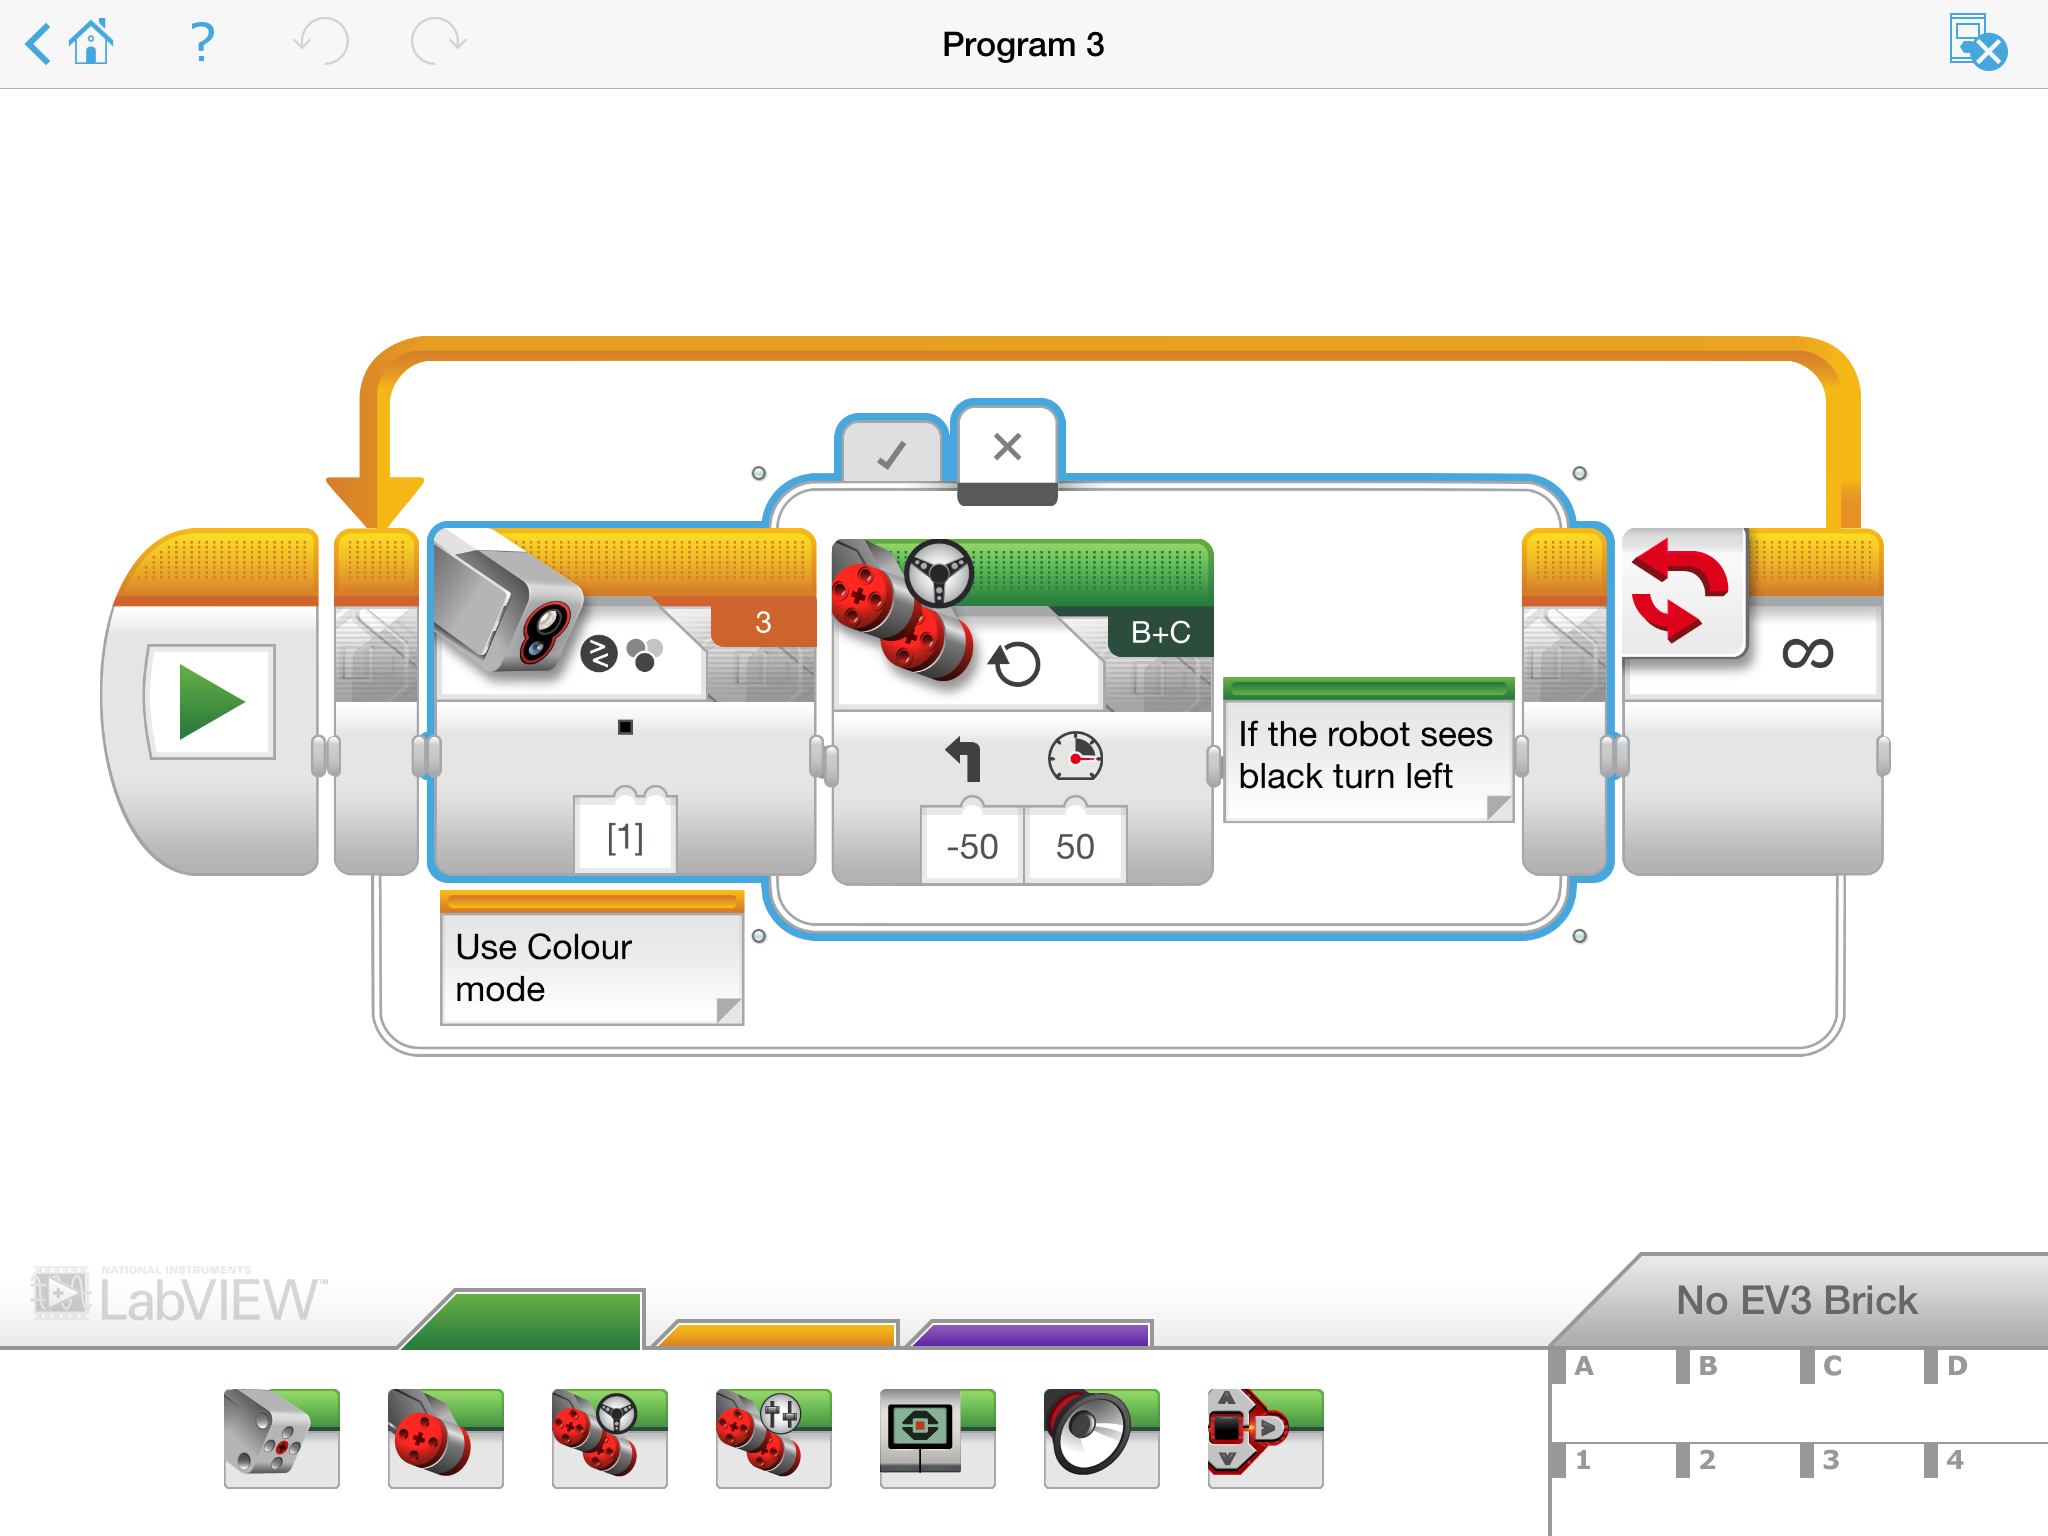 ?
Program 3
3
B+C
∞
If the robot sees
black turn left
[1]
-50
50
Use Colour
mode
NATIONAL INSTRUMENTS
LabVIEW™
No EV3 Brick
A
B
C
D
1
2
3
4